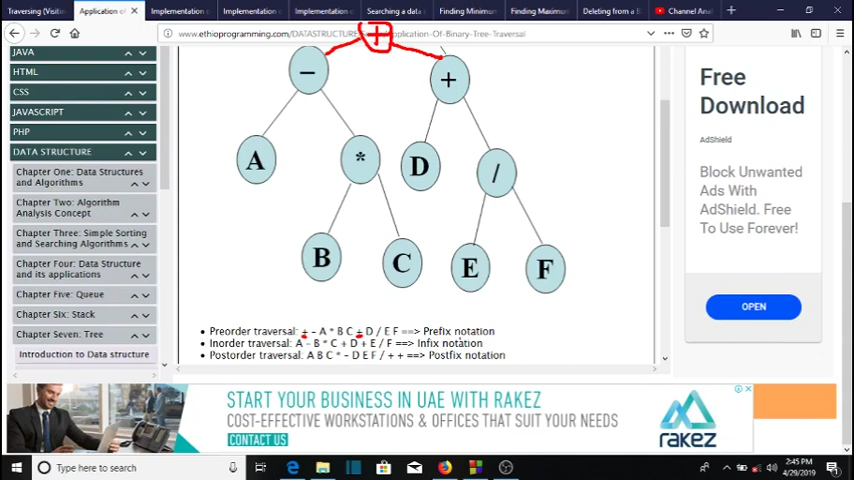 Traversing (Visitin
Application of
Implementation
Implementation
Implementation
Searching a data
Finding Minimum
Finding Maximum
Deleting from a B
Channel Anal
www.ethioprogramming.com/DATASTRUCTURE
Application-Of-Binary-Tree-Traversal
JAVA
HTML
CSS
JAVASCRIPT
PHP
DATA STRUCTURE
Chapter One: Data Structures
and Algorithms
Chapter Two: Algorithm
Analysis Concept
Chapter Three: Simple Sorting
and Searching Algorithms
Chapter Four: Data Structure
and its applications
Chapter Five: Queue
Chapter Six: Stack
Chapter Seven: Tree
Introduction to Data structure
+
− +
A * D /
B C E F
• Preorder traversal: + – A * B C + D / E F ==> Prefix notation
• Inorder traversal: A – B * C + D + E / F ==> Infix notation
• Postorder traversal: A B C * – D E F / + + ==> Postfix notation
Free
Download
AdShield
Block Unwanted
Ads With
AdShield. Free
To Use Forever!
OPEN
START YOUR BUSINESS IN UAE WITH RAKEZ
COST-EFFECTIVE WORKSTATIONS & OFFICES THAT SUIT YOUR NEEDS
CONTACT US
rakez
Type here to search
2:45 PM
4/29/2019